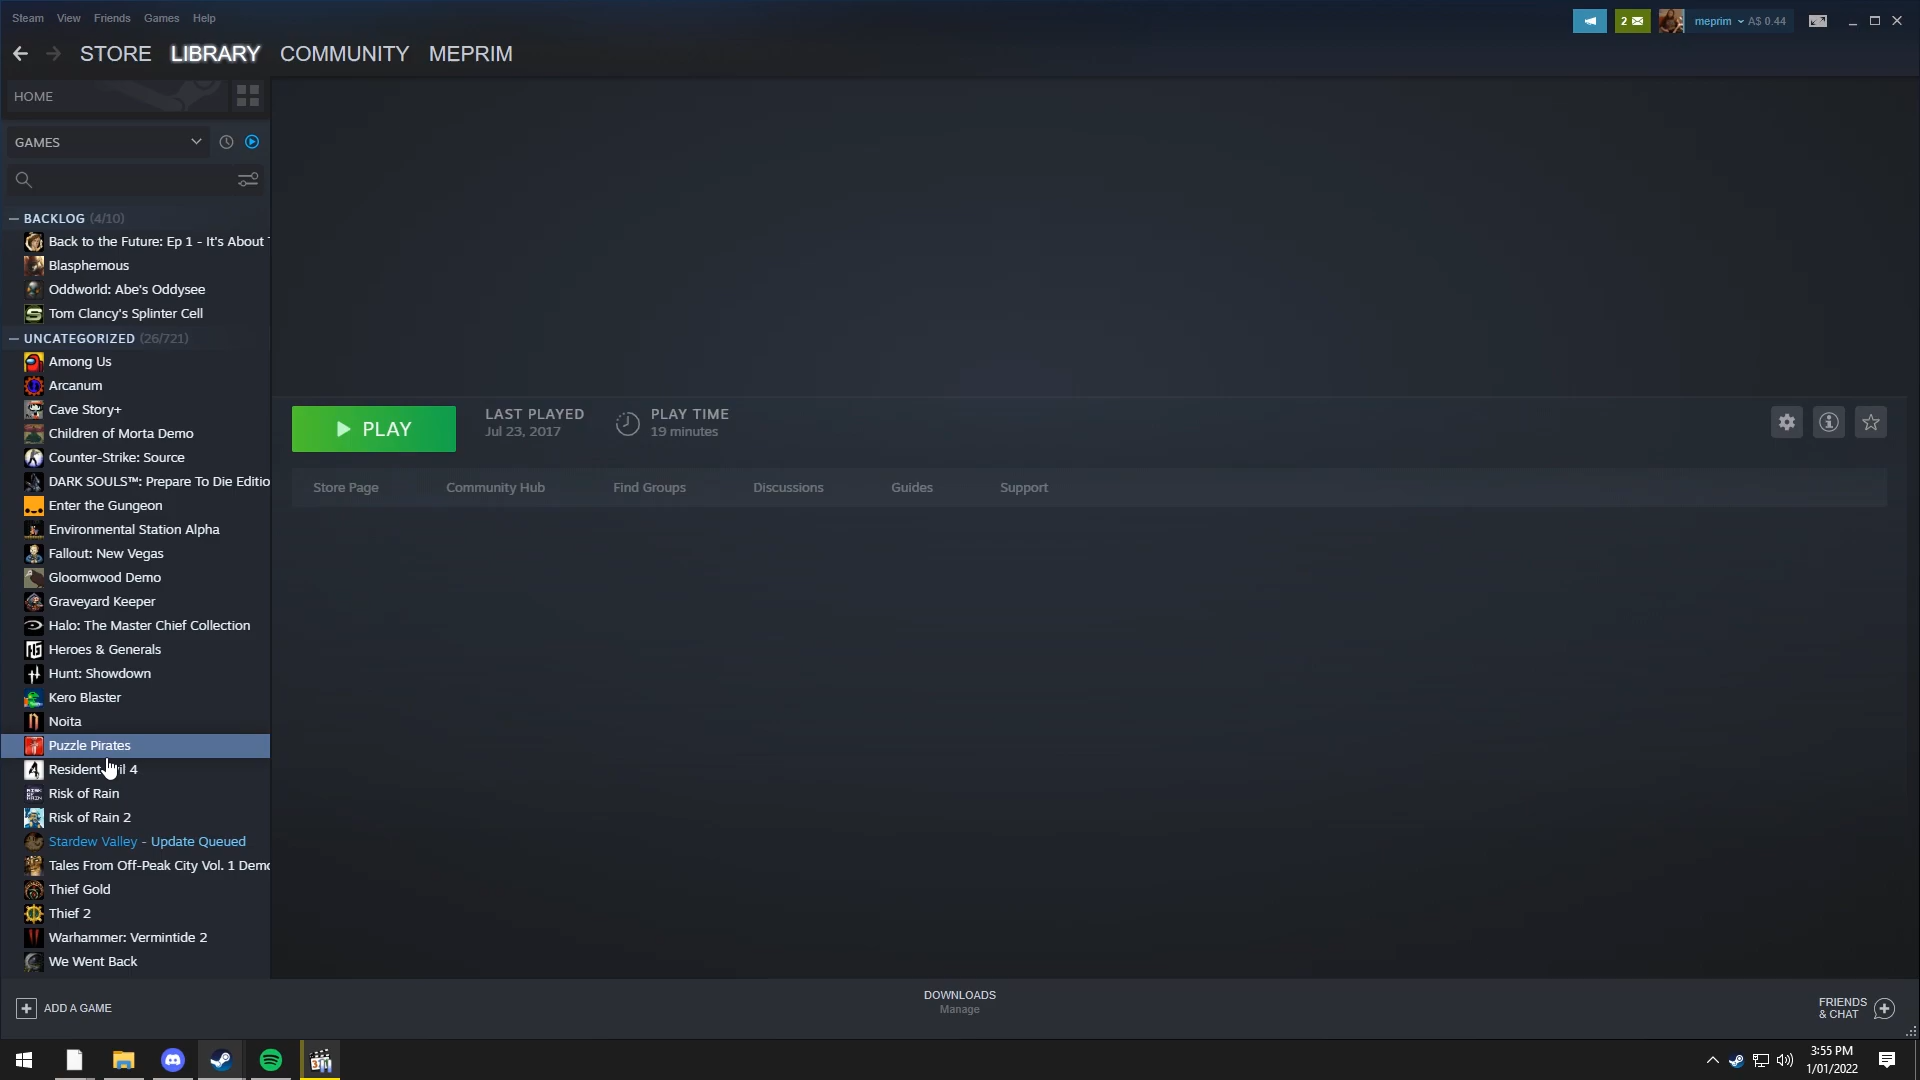 Steam View Friends Games Help
2 meprim A$ 0.44
STORE LIBRARY COMMUNITY MEPRIM
HOME
GAMES
BACKLOG (4/10)
Back to the Future: Ep 1 - It's About
Blasphemous
Oddworld: Abe's Oddysee
Tom Clancy's Splinter Cell
UNCATEGORIZED (26/721)
Among Us
Arcanum
Cave Story+
Children of Morta Demo
Counter-Strike: Source
DARK SOULS™: Prepare To Die Editio
Enter the Gungeon
Environmental Station Alpha
Fallout: New Vegas
Gloomwood Demo
Graveyard Keeper
Halo: The Master Chief Collection
Heroes & Generals
Hunt: Showdown
Kero Blaster
Noita
Puzzle Pirates
Resident vil 4
Risk of Rain
Risk of Rain 2
Stardew Valley - Update Queued
Tales From Off-Peak City Vol. 1 Demo
Thief Gold
Thief 2
Warhammer: Vermintide 2
We Went Back
PLAY
LAST PLAYED
Jul 23, 2017
PLAY TIME
19 minutes
Store Page Community Hub Find Groups Discussions Guides Support
ADD A GAME
DOWNLOADS
Manage
FRIENDS
& CHAT
3:55 PM
1/01/2022